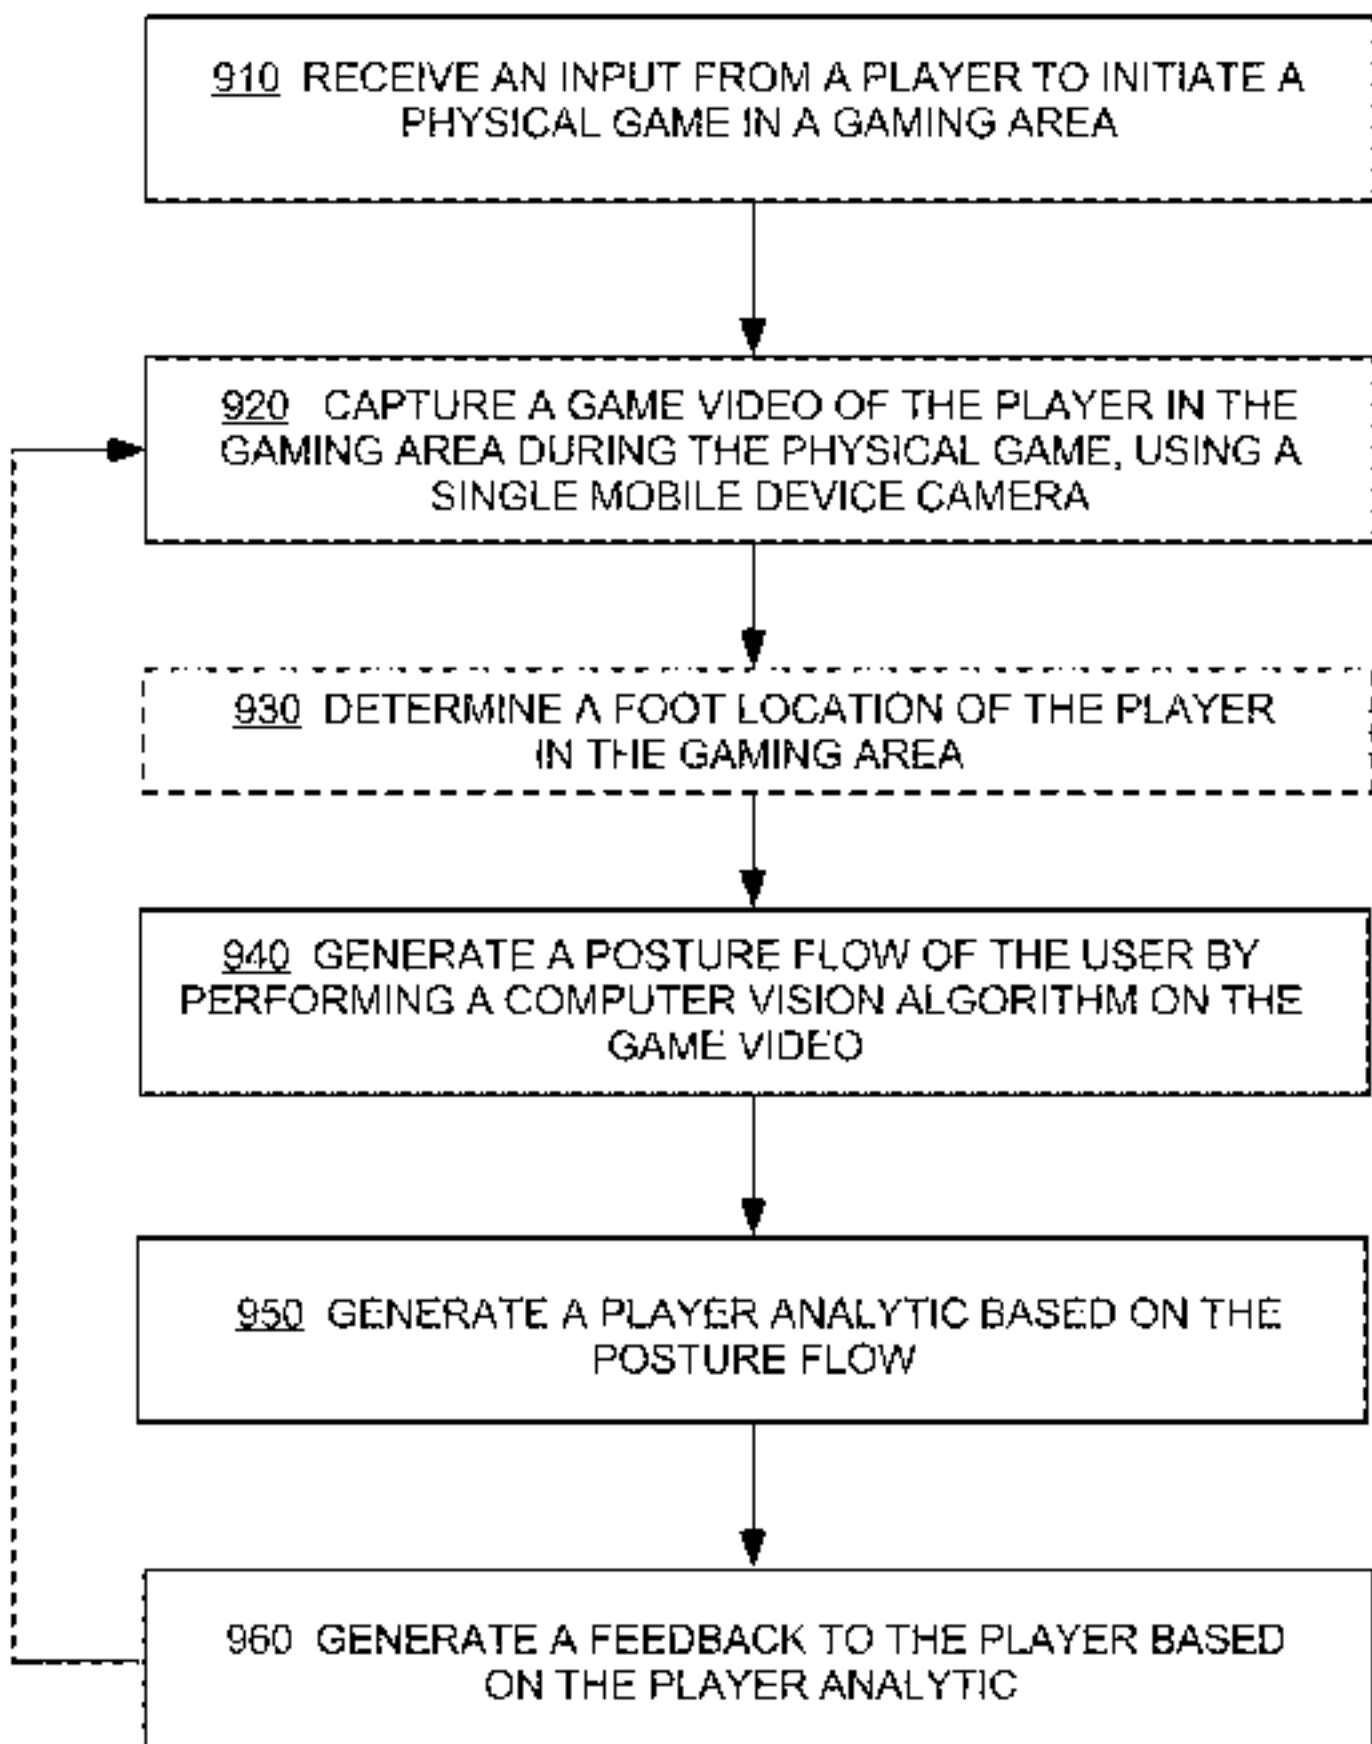 910 RECEIVE AN INPUT FROM A PLAYER TO INITIATE A
PHYSICAL GAME IN A GAMING AREA
920 CAPTURE A GAME VIDEO OF THE PLAYER IN THE
GAMING AREA DURING THE PHYSICAL GAME, USING A
SINGLE MOBILE DEVICE CAMERA
930 DETERMINE A FOOT LOCATION OF THE PLAYER
IN THE GAMING AREA
940 GENERATE A POSTURE FLOW OF THE USER BY
PERFORMING A COMPUTER VISION ALGORITHM ON THE
GAME VIDEO
950 GENERATE A PLAYER ANALYTIC BASED ON THE
POSTURE FLOW
960 GENERATE A FEEDBACK TO THE PLAYER BASED
ON THE PLAYER ANALYTIC